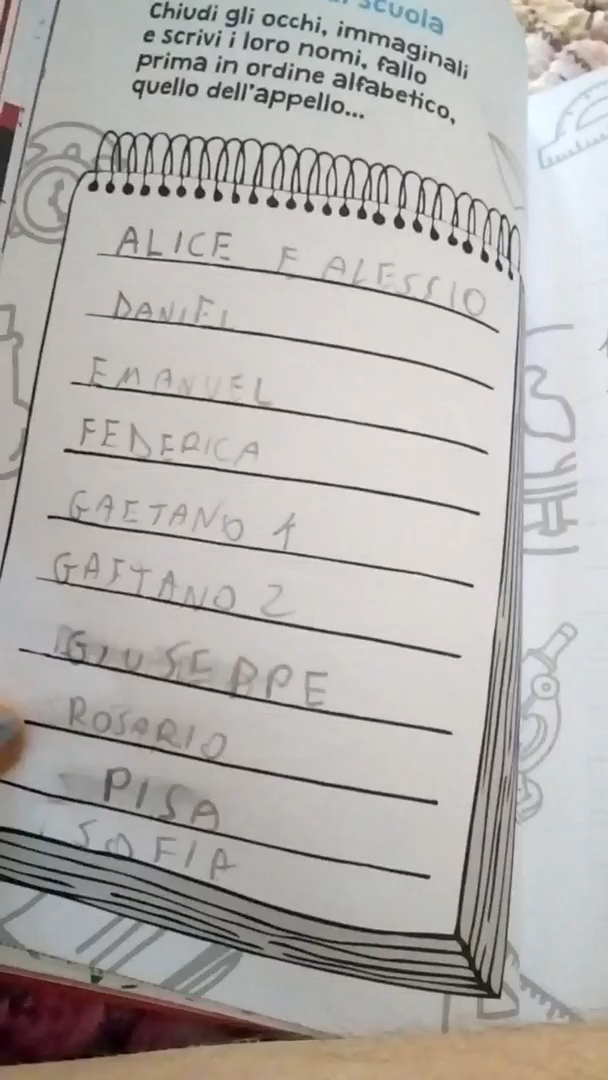 scuola
Chiudi gli occhi, immaginali
e scrivi i loro nomi, fallo
prima in ordine alfabetico,
quello dell'appello...
ALICE E ALESSIO
DANIEL
EMANUEL
FEDERICA
GAETANO 1
GAETANO 2
GIUSEPPE
ROSARIO
PISA
SOFIA